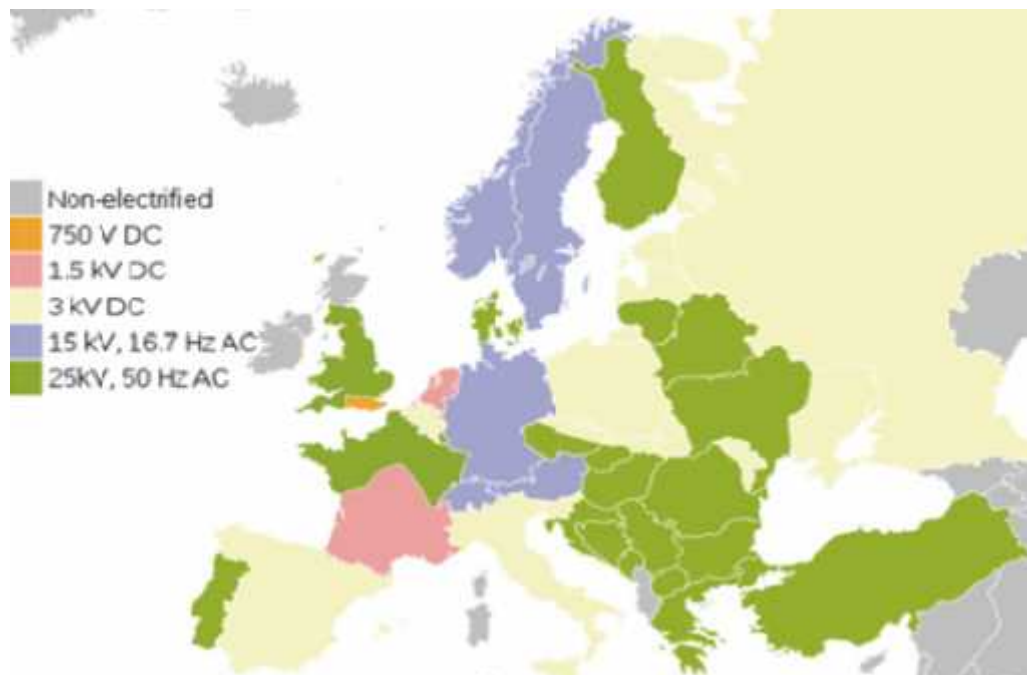 Non-electrified
750 V DC
1.5 kV DC
3 kV DC
15 kV, 16.7 Hz AC
25kV, 50 Hz AC